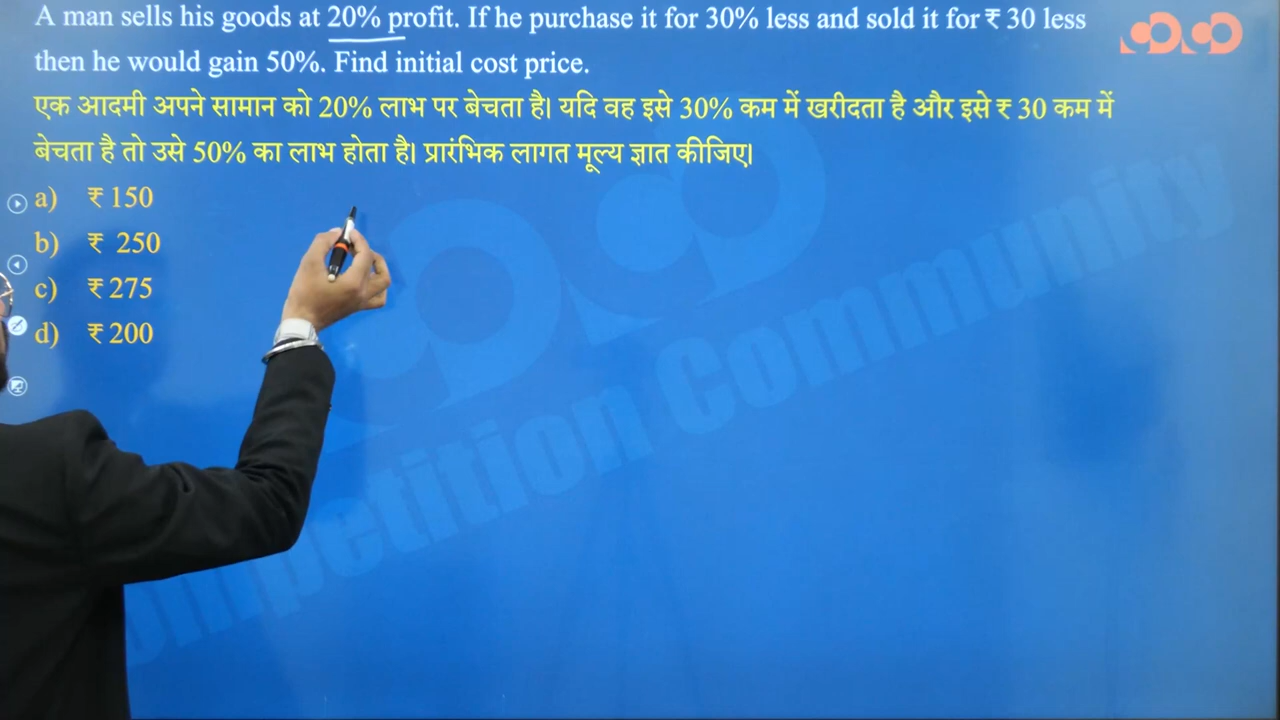 A man sells his goods at 20% profit. If he purchase it for 30% less and sold it for ₹ 30 less
then he would gain 50%. Find initial cost price.
एक आदमी अपने सामान को 20% लाभ पर बेचता है। यदि वह इसे 30% कम में खरीदता है और इसे ₹ 30 कम में
बेचता है तो उसे 50% का लाभ होता है। प्रारंभिक लागत मूल्य ज्ञात कीजिए।
a) ₹ 150
b) ₹ 250
c) ₹ 275
d) ₹ 200
ompetition Community